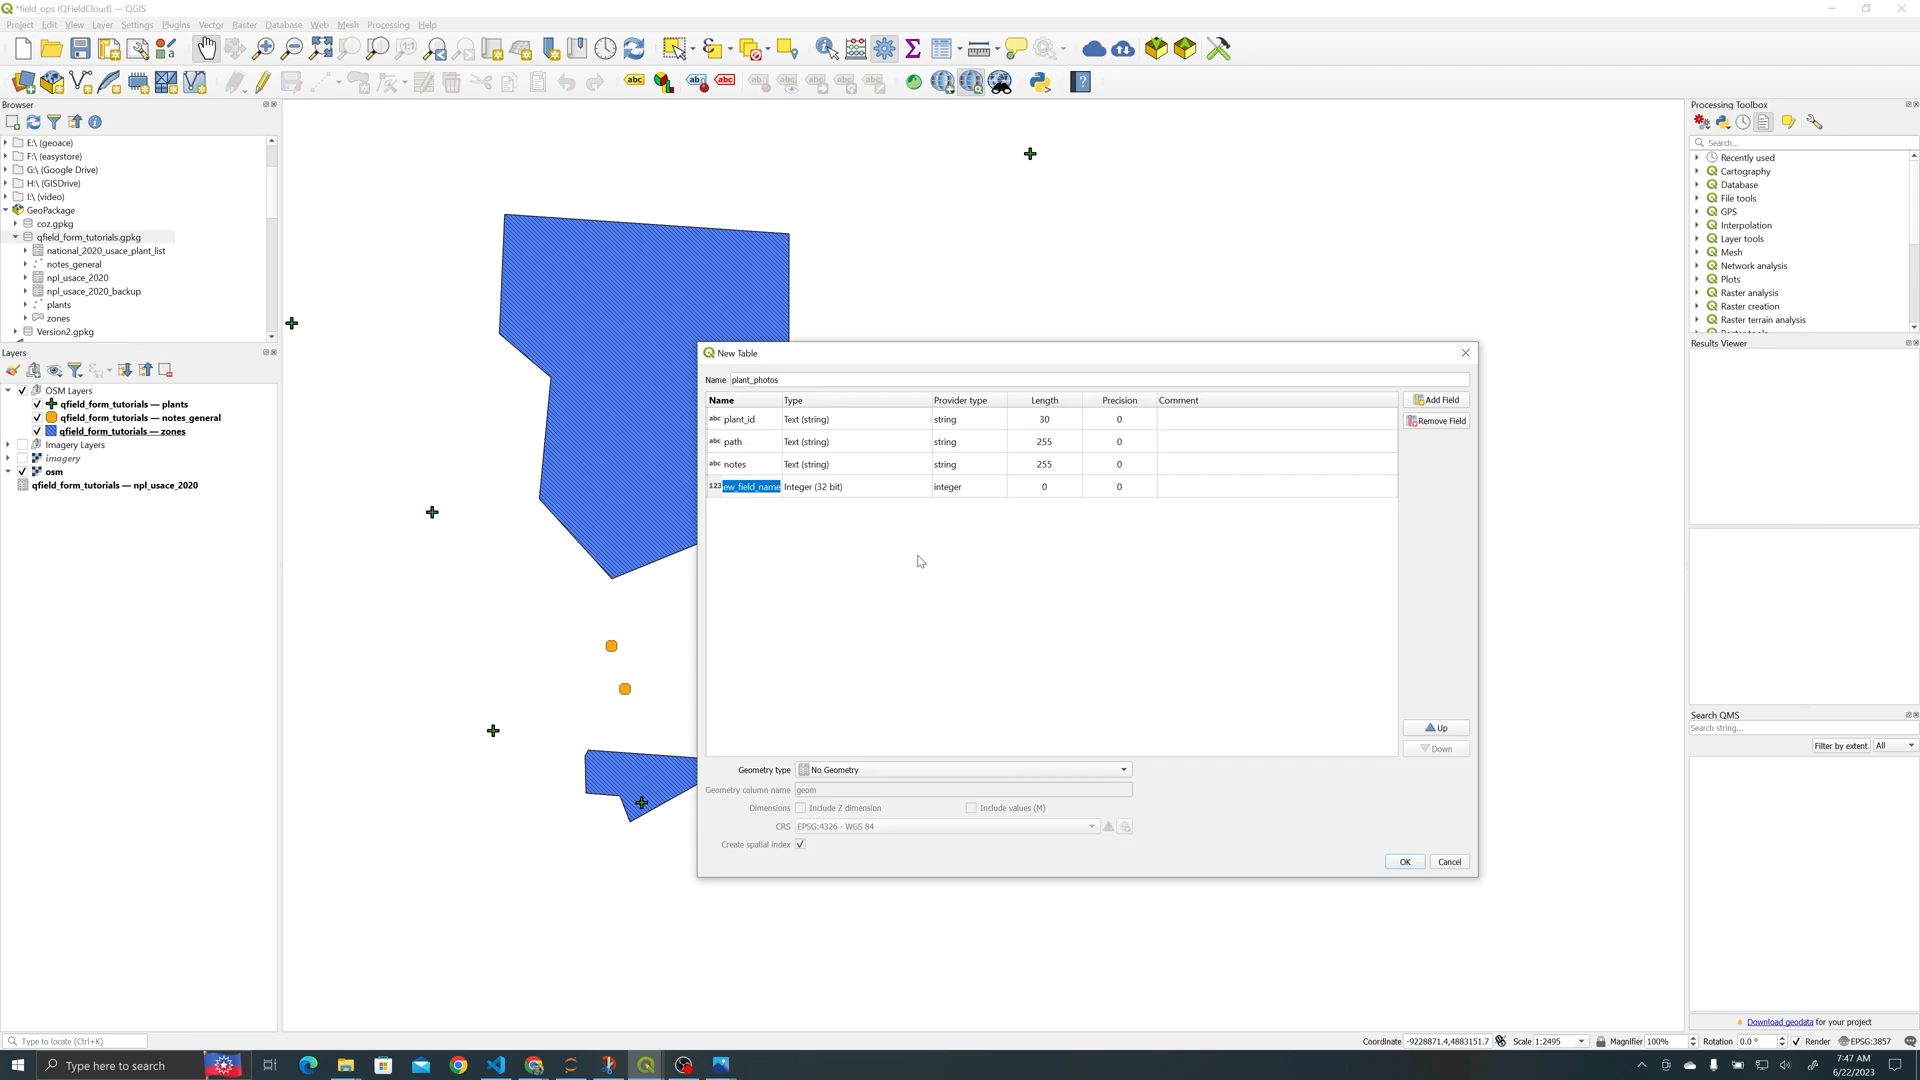 *field_ops (QFieldCloud) — QGIS
Project Edit View Layer Settings Plugins Vector Raster Database Web Mesh Processing Help
Browser
E:\ (geoace)
F:\ (easystore)
G:\ (Google Drive)
H:\ (GISDrive)
I:\ (video)
GeoPackage
coz.gpkg
qfield_form_tutorials.gpkg
national_2020_usace_plant_list
notes_general
npl_usace_2020
npl_usace_2020_backup
plants
zones
Version2.gpkg
Layers
OSM Layers
qfield_form_tutorials — plants
qfield_form_tutorials — notes_general
qfield_form_tutorials — zones
Imagery Layers
imagery
osm
qfield_form_tutorials — npl_usace_2020
New Table
Name plant_photos
Name Type Provider type Length Precision Comment
abc plant_id Text (string) string 30 0
abc path Text (string) string 255 0
abc notes Text (string) string 255 0
123 ew_field_name Integer (32 bit) integer 0 0
Add Field
Remove Field
Up
Down
Geometry type No Geometry
Geometry column name geom
Dimensions Include Z dimension Include values (M)
CRS EPSG:4326 - WGS 84
Create spatial index
OK Cancel
Processing Toolbox
Search...
Recently used
Cartography
Database
File tools
GPS
Interpolation
Layer tools
Mesh
Network analysis
Plots
Raster analysis
Raster creation
Raster terrain analysis
Results Viewer
Search QMS
Search string...
Filter by extent All
Download geodata for your project
Type to locate (Ctrl+K)
Coordinate -9228871.4,4883151.7 Scale 1:2495 Magnifier 100% Rotation 0.0 ° Render EPSG:3857
Type here to search
7:47 AM
6/22/2023